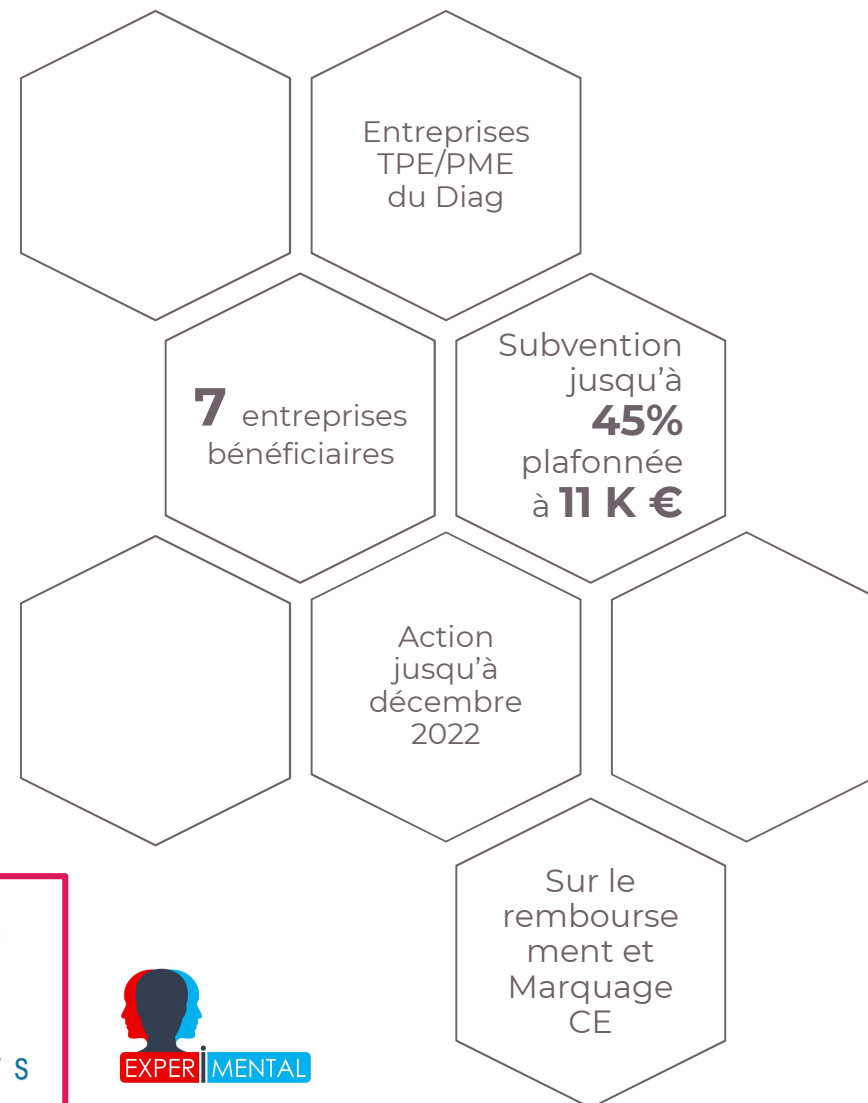 Entreprises
TPE/PME
du Diag
7 entreprises
bénéficiaires
Subvention
jusqu’à
45%
plafonnée
à 11 K €
Action
jusqu’à
décembre
2022
Sur le
rembourse
ment et
Marquage
CE
S
EXPERIMENTAL